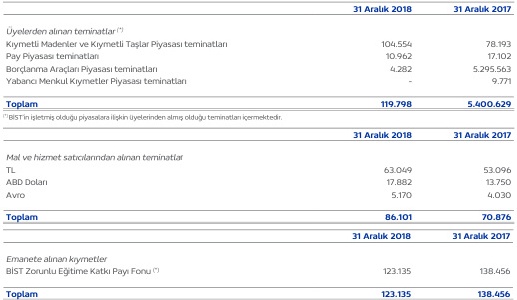 31 Aralık 2018 31 Aralık 2017
Üyelerden alınan teminatlar (*)
Kıymetli Madenler ve Kıymetli Taşlar Piyasası teminatları 104.554 78.193
Pay Piyasası teminatları 10.962 17.102
Borçlanma Araçları Piyasası teminatları 4.282 5.295.563
Yabancı Menkul Kıymetler Piyasası teminatları - 9.771
Toplam 119.798 5.400.629
(*) BİST'in işletmiş olduğu piyasalara ilişkin üyelerinden almış olduğu teminatları içermektedir.
31 Aralık 2018 31 Aralık 2017
Mal ve hizmet satıcılarından alınan teminatlar
TL 63.049 53.096
ABD Doları 17.882 13.750
Avro 5.170 4.030
Toplam 86.101 70.876
31 Aralık 2018 31 Aralık 2017
Emanete alınan kıymetler
BİST Zorunlu Eğitime Katkı Payı Fonu (*) 123.135 138.456
Toplam 123.135 138.456